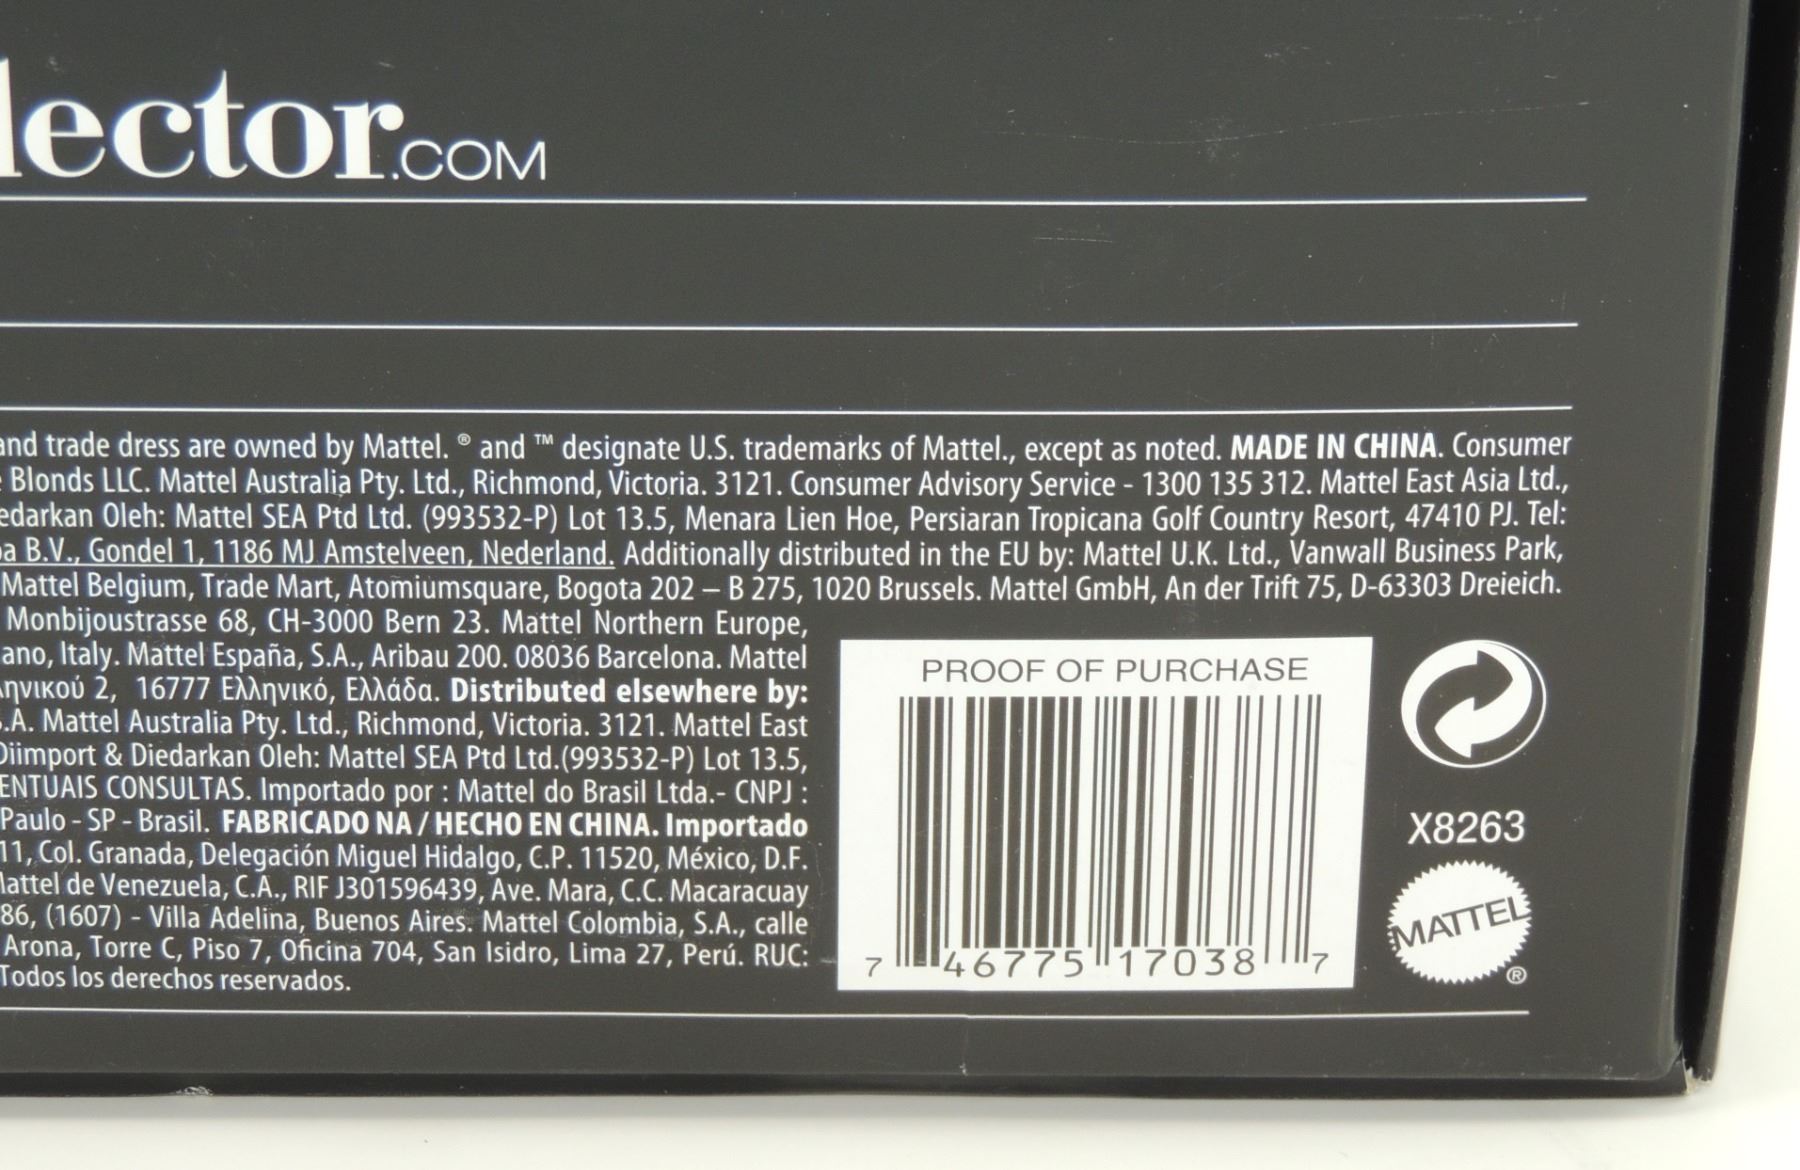 lector.COM
and trade dress are owned by Mattel. ® and ™ designate U.S. trademarks of Mattel., except as noted. MADE IN CHINA. Consumer
Blonds LLC. Mattel Australia Pty. Ltd., Richmond, Victoria. 3121. Consumer Advisory Service - 1300 135 312. Mattel East Asia Ltd.,
edarkan Oleh: Mattel SEA Ptd Ltd. (993532-P) Lot 13.5, Menara Lien Hoe, Persiaran Tropicana Golf Country Resort, 47410 PJ. Tel:
a B.V., Gondel 1, 1186 MJ Amstelveen, Nederland. Additionally distributed in the EU by: Mattel U.K. Ltd., Vanwall Business Park,
Mattel Belgium, Trade Mart, Atomiumsquare, Bogota 202 – B 275, 1020 Brussels. Mattel GmbH, An der Trift 75, D-63303 Dreieich.
Monbijoustrasse 68, CH-3000 Bern 23. Mattel Northern Europe,
ano, Italy. Mattel España, S.A., Aribau 200. 08036 Barcelona. Mattel
ηνικού 2, 16777 Ελληνικό, Ελλάδα. Distributed elsewhere by:
.A. Mattel Australia Pty. Ltd., Richmond, Victoria. 3121. Mattel East
Diimport & Diedarkan Oleh: Mattel SEA Ptd Ltd.(993532-P) Lot 13.5,
ENTUAIS CONSULTAS. Importado por : Mattel do Brasil Ltda.- CNPJ :
Paulo - SP - Brasil. FABRICADO NA / HECHO EN CHINA. Importado
11, Col. Granada, Delegación Miguel Hidalgo, C.P. 11520, México, D.F.
Mattel de Venezuela, C.A., RIF J301596439, Ave. Mara, C.C. Macaracuay
86, (1607) - Villa Adelina, Buenos Aires. Mattel Colombia, S.A., calle
Arona, Torre C, Piso 7, Oficina 704, San Isidro, Lima 27, Perú. RUC:
Todos los derechos reservados.
PROOF OF PURCHASE
7 46775 17038 7
X8263
MATTEL
®